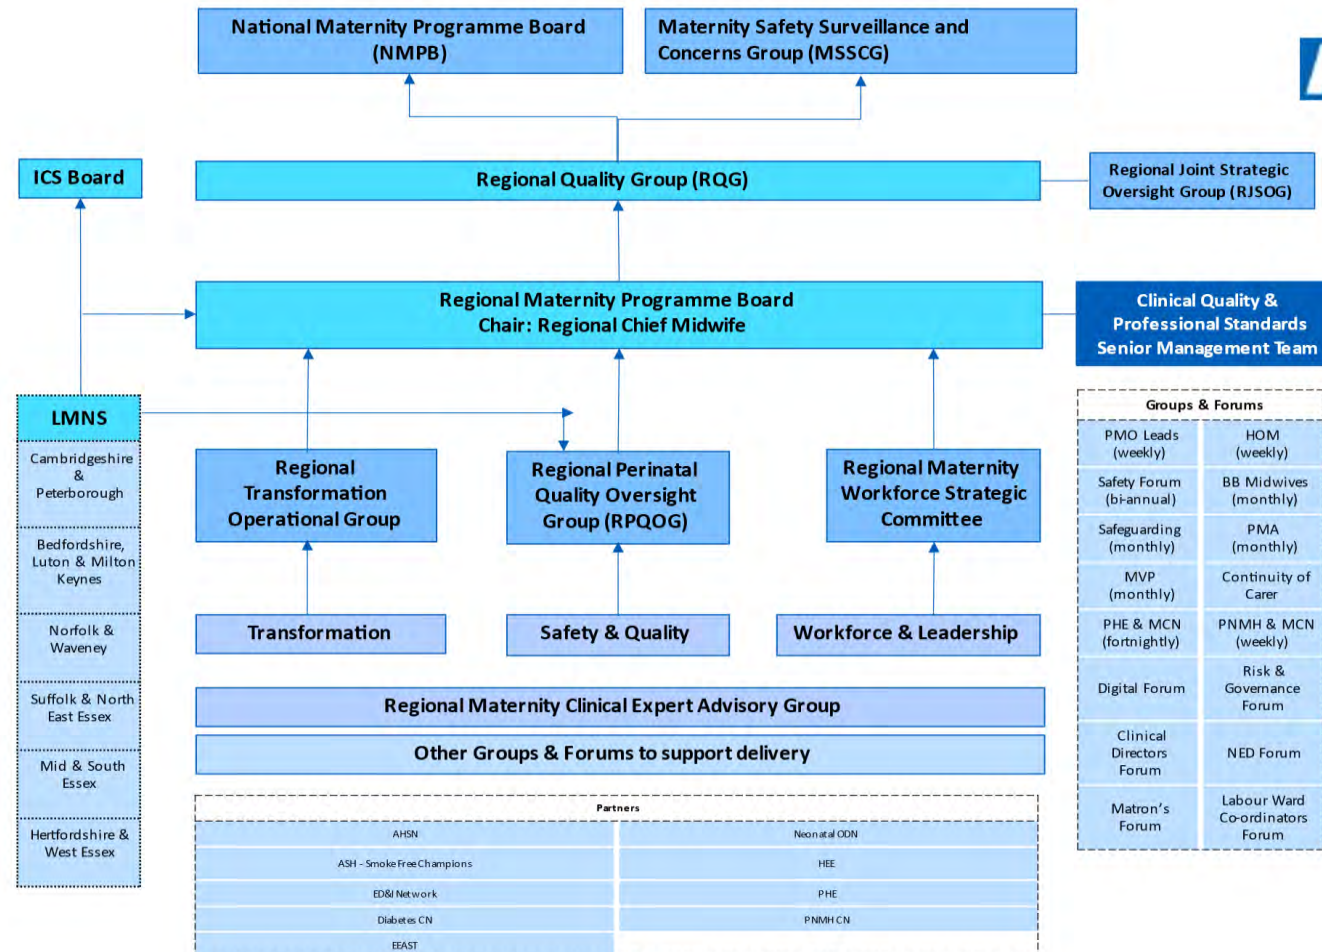 National Maternity Programme Board
(NMPB)
Maternity Safety Surveillance and
Concerns Group (MSSCG)
ICS Board
Regional Quality Group (RQG)
Regional Joint Strategic
Oversight Group (RJSOG)
Regional Maternity Programme Board
Chair: Regional Chief Midwife
Clinical Quality &
Professional Standards
Senior Management Team
LMNS
Cambridgeshire
&
Peterborough
Bedfordshire,
Luton & Milton
Keynes
Norfolk &
Waveney
Suffolk & North
East Essex
Mid & South
Essex
Hertfordshire &
West Essex
Regional
Transformation
Operational Group
Regional Perinatal
Quality Oversight
Group (RPQOG)
Regional Maternity
Workforce Strategic
Committee
Transformation
Safety & Quality
Workforce & Leadership
Regional Maternity Clinical Expert Advisory Group
Other Groups & Forums to support delivery
Partners
AHSN
Neonatal ODN
ASH - Smoke Free Champions
HEE
ED&I Network
PHE
Diabetes CN
PNMH CN
EEAST
Groups & Forums
PMO Leads
(weekly)
HOM
(weekly)
Safety Forum
(bi-annual)
BB Midwives
(monthly)
Safeguarding
(monthly)
PMA
(monthly)
MVP
(monthly)
Continuity of
Carer
PHE & MCN
(fortnightly)
PNMH & MCN
(weekly)
Digital Forum
Risk &
Governance
Forum
Clinical
Directors
Forum
NED Forum
Matron's
Forum
Labour Ward
Co-ordinators
Forum